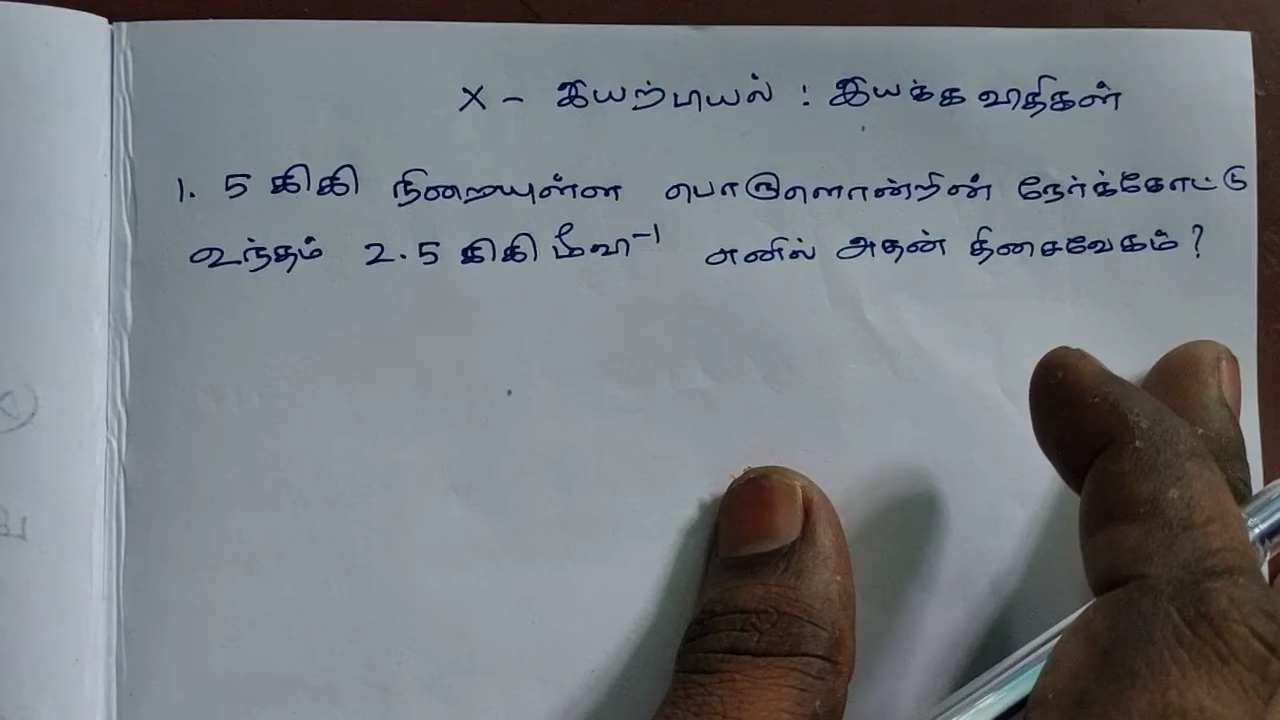 X - இயற்பியல் : இயக்க விதிகள்
1. 5 கிகி நிறையுள்ள பொருளொன்றின் நேர்க்கோட்டு
உந்தம் 2.5 கிகி மீவி⁻¹ எனில் அதன் திசைவேகம் ?